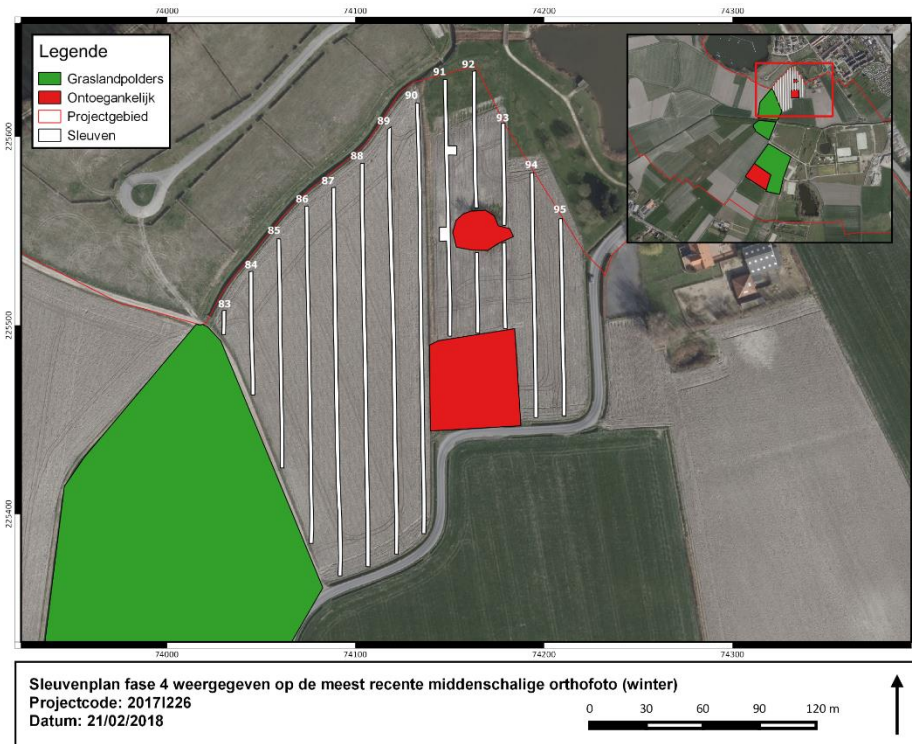 74000 74100 74200 74300
Legende
Graslandpolders
Ontoegankelijk
Projectgebied
Sleuven
225600
225500
225400
83
84
85
86
87
88
89
90
91
92
93
94
95
74000 74100 74200 74300
Sleuvenplan fase 4 weergegeven op de meest recente middenschalige orthofoto (winter)
Projectcode: 2017I226
Datum: 21/02/2018
0 30 60 90 120 m